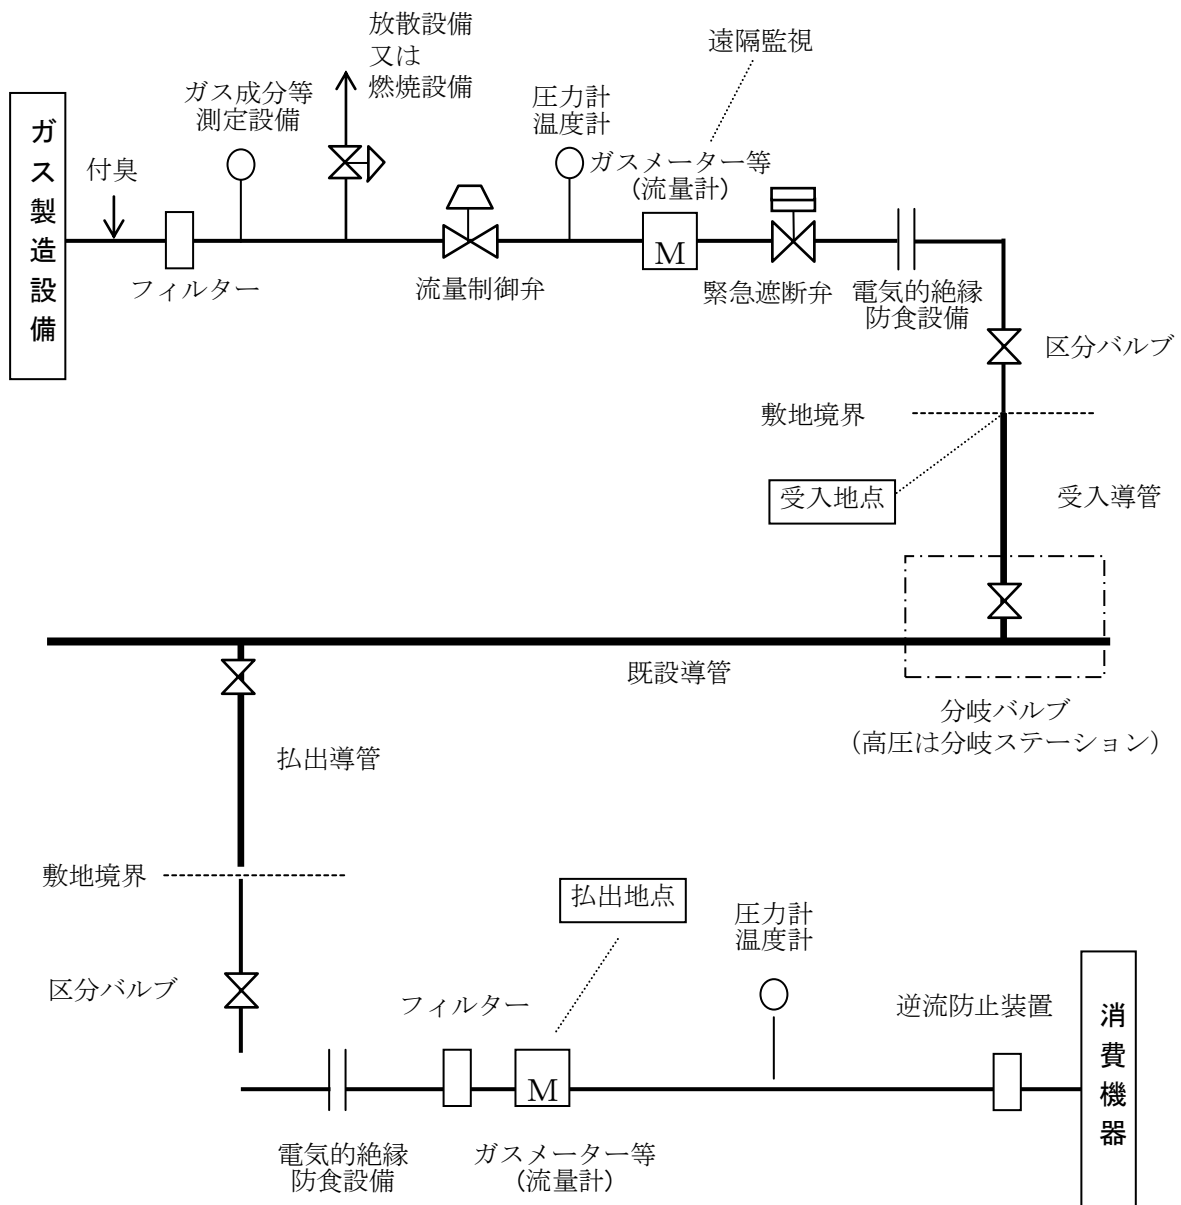 放散設備
又は
燃焼設備
遠隔監視
ガス成分等
測定設備
圧力計
温度計
ガス製造設備
付臭
ガスメーター等
(流量計)
M
フィルター
流量制御弁
緊急遮断弁
電気的絶縁
防食設備
区分バルブ
敷地境界
受入地点
受入導管
既設導管
分岐バルブ
(高圧は分岐ステーション)
払出導管
敷地境界
払出地点
圧力計
温度計
区分バルブ
フィルター
逆流防止装置
消費機器
M
電気的絶縁
防食設備
ガスメーター等
(流量計)